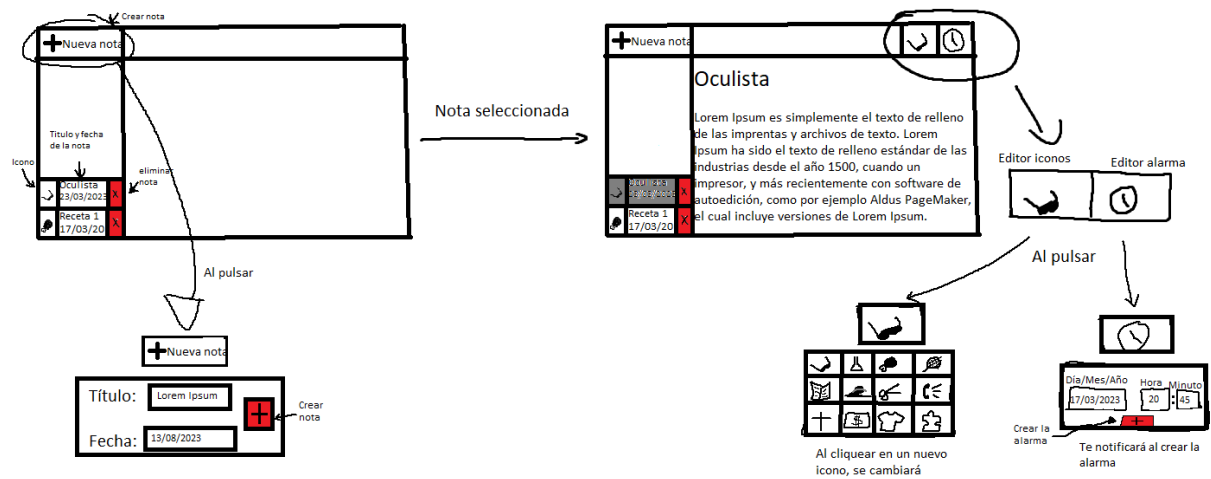 Crear nota
Nueva nota
Titulo y fecha
de la nota
Icono
eliminar
nota
Oculista
23/03/2023
X
Receta 1
17/03/20
X
Al pulsar
Nueva nota
Título:
Lorem Ipsum
Fecha:
13/08/2023
Crear
nota
Nota seleccionada
Nueva nota
Oculista
Lorem Ipsum es simplemente el texto de relleno
de las imprentas y archivos de texto. Lorem
Ipsum ha sido el texto de relleno estándar de las
industrias desde el año 1500, cuando un
impresor, y más recientemente con software de
autoedición, como por ejemplo Aldus PageMaker,
el cual incluye versiones de Lorem Ipsum.
X
Receta 1
17/03/20
X
Editor iconos
Editor alarma
Al pulsar
Al cliquear en un nuevo
icono, se cambiará
Día/Mes/Año
Hora
Minuto
17/03/2023
20
:
45
Crear la
alarma
Te notificará al crear la
alarma